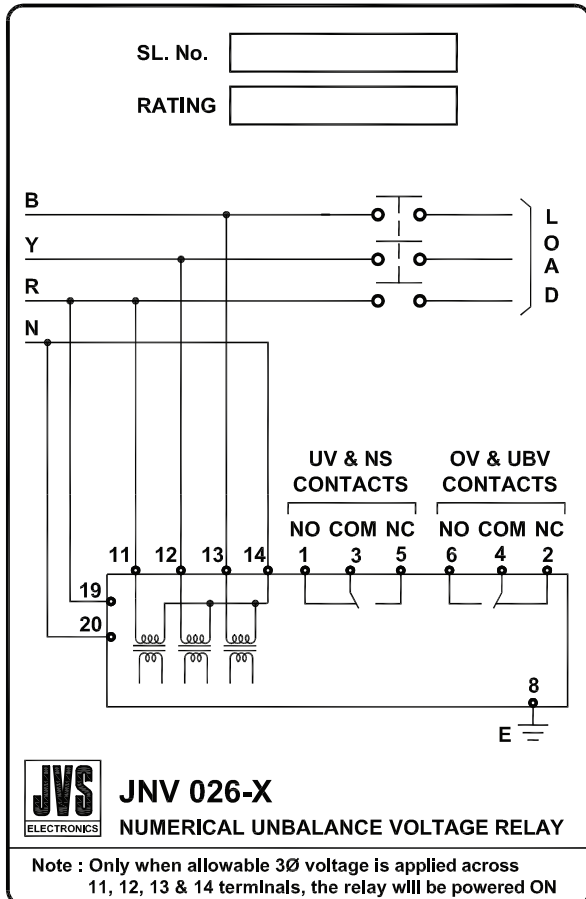 SL. No.
RATING
B
Y
R
N
L
O
A
D
UV & NS
CONTACTS
OV & UBV
CONTACTS
NO COM NC
NO COM NC
11 12 13 14 1 3 5 6 4 2
19
20
8
E
JVS
ELECTRONICS
JNV 026-X
NUMERICAL UNBALANCE VOLTAGE RELAY
Note : Only when allowable 3Ø voltage is applied across
11, 12, 13 & 14 terminals, the relay will be powered ON